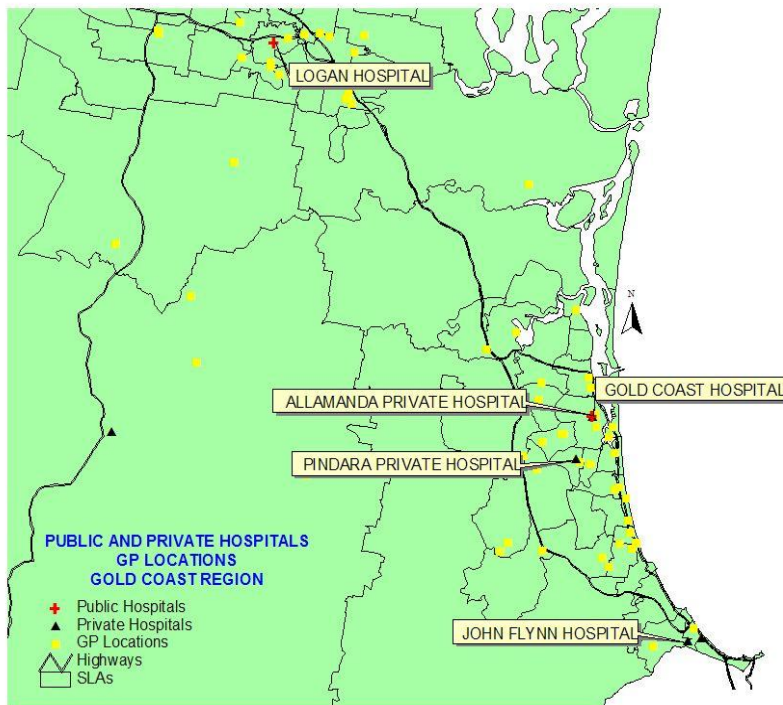 LOGAN HOSPITAL
N
GOLD COAST HOSPITAL
ALLAMANDA PRIVATE HOSPITAL
PINDARA PRIVATE HOSPITAL
PUBLIC AND PRIVATE HOSPITALS
GP LOCATIONS
GOLD COAST REGION
Public Hospitals
Private Hospitals
GP Locations
Highways
SLAs
JOHN FLYNN HOSPITAL